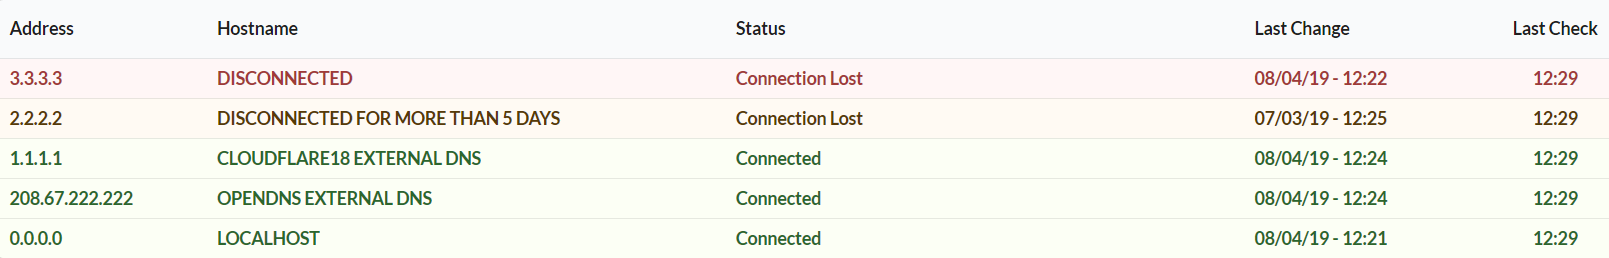 Address Hostname Status Last Change Last Check
3.3.3.3 DISCONNECTED Connection Lost 08/04/19 - 12:22 12:29
2.2.2.2 DISCONNECTED FOR MORE THAN 5 DAYS Connection Lost 07/03/19 - 12:25 12:29
1.1.1.1 CLOUDFLARE18 EXTERNAL DNS Connected 08/04/19 - 12:24 12:29
208.67.222.222 OPENDNS EXTERNAL DNS Connected 08/04/19 - 12:24 12:29
0.0.0.0 LOCALHOST Connected 08/04/19 - 12:21 12:29